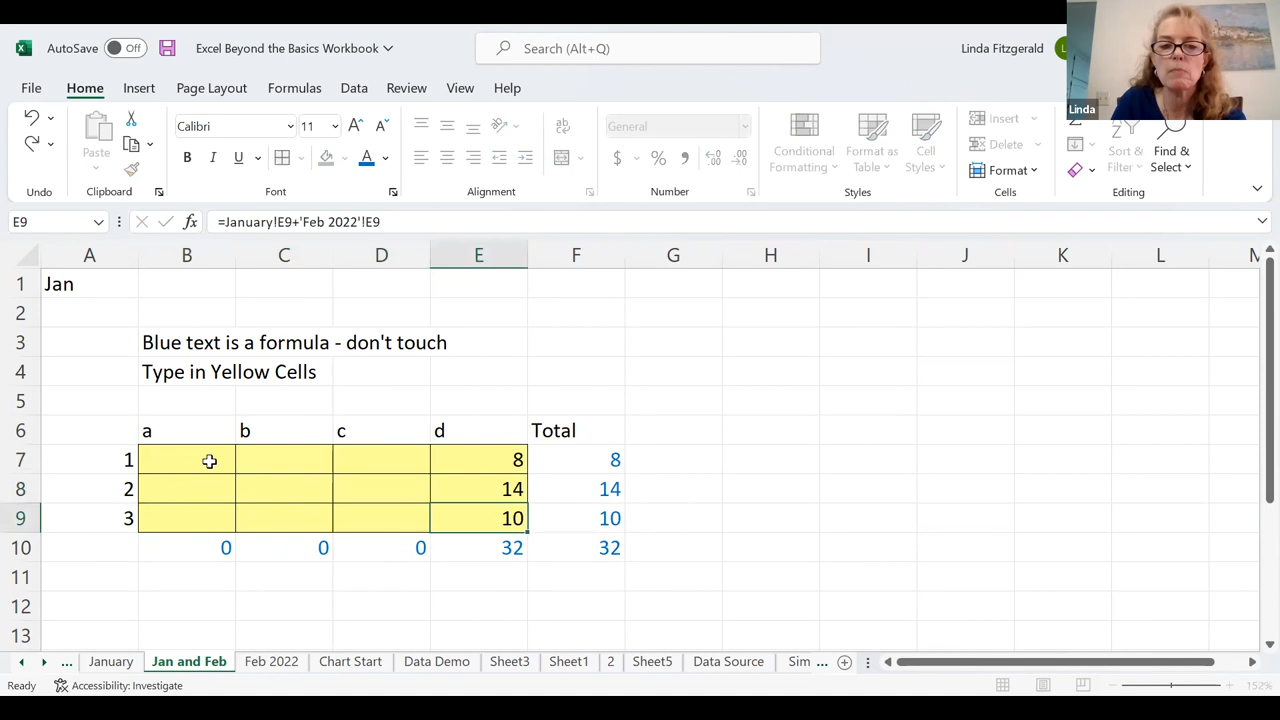 AutoSave Off Excel Beyond the Basics Workbook Search (Alt+Q) Linda Fitzgerald
Linda
File Home Insert Page Layout Formulas Data Review View Help
Paste
Calibri 11
B I U A
ab
General
$ % ,
Conditional Formatting
Format as Table
Cell Styles
Insert
Delete
Format
Sort & Filter
Find & Select
Undo Clipboard Font Alignment Number Styles Cells Editing
E9 fx =January!E9+'Feb 2022'!E9
A B C D E F G H I J K L M
1 Jan
2
3 Blue text is a formula - don't touch
4 Type in Yellow Cells
5
6 a b c d Total
7 1 8 8
8 2 14 14
9 3 10 10
10 0 0 0 32 32
11
12
13
... January Jan and Feb Feb 2022 Chart Start Data Demo Sheet3 Sheet1 2 Sheet5 Data Source Sim ...
Ready Accessibility: Investigate 152%